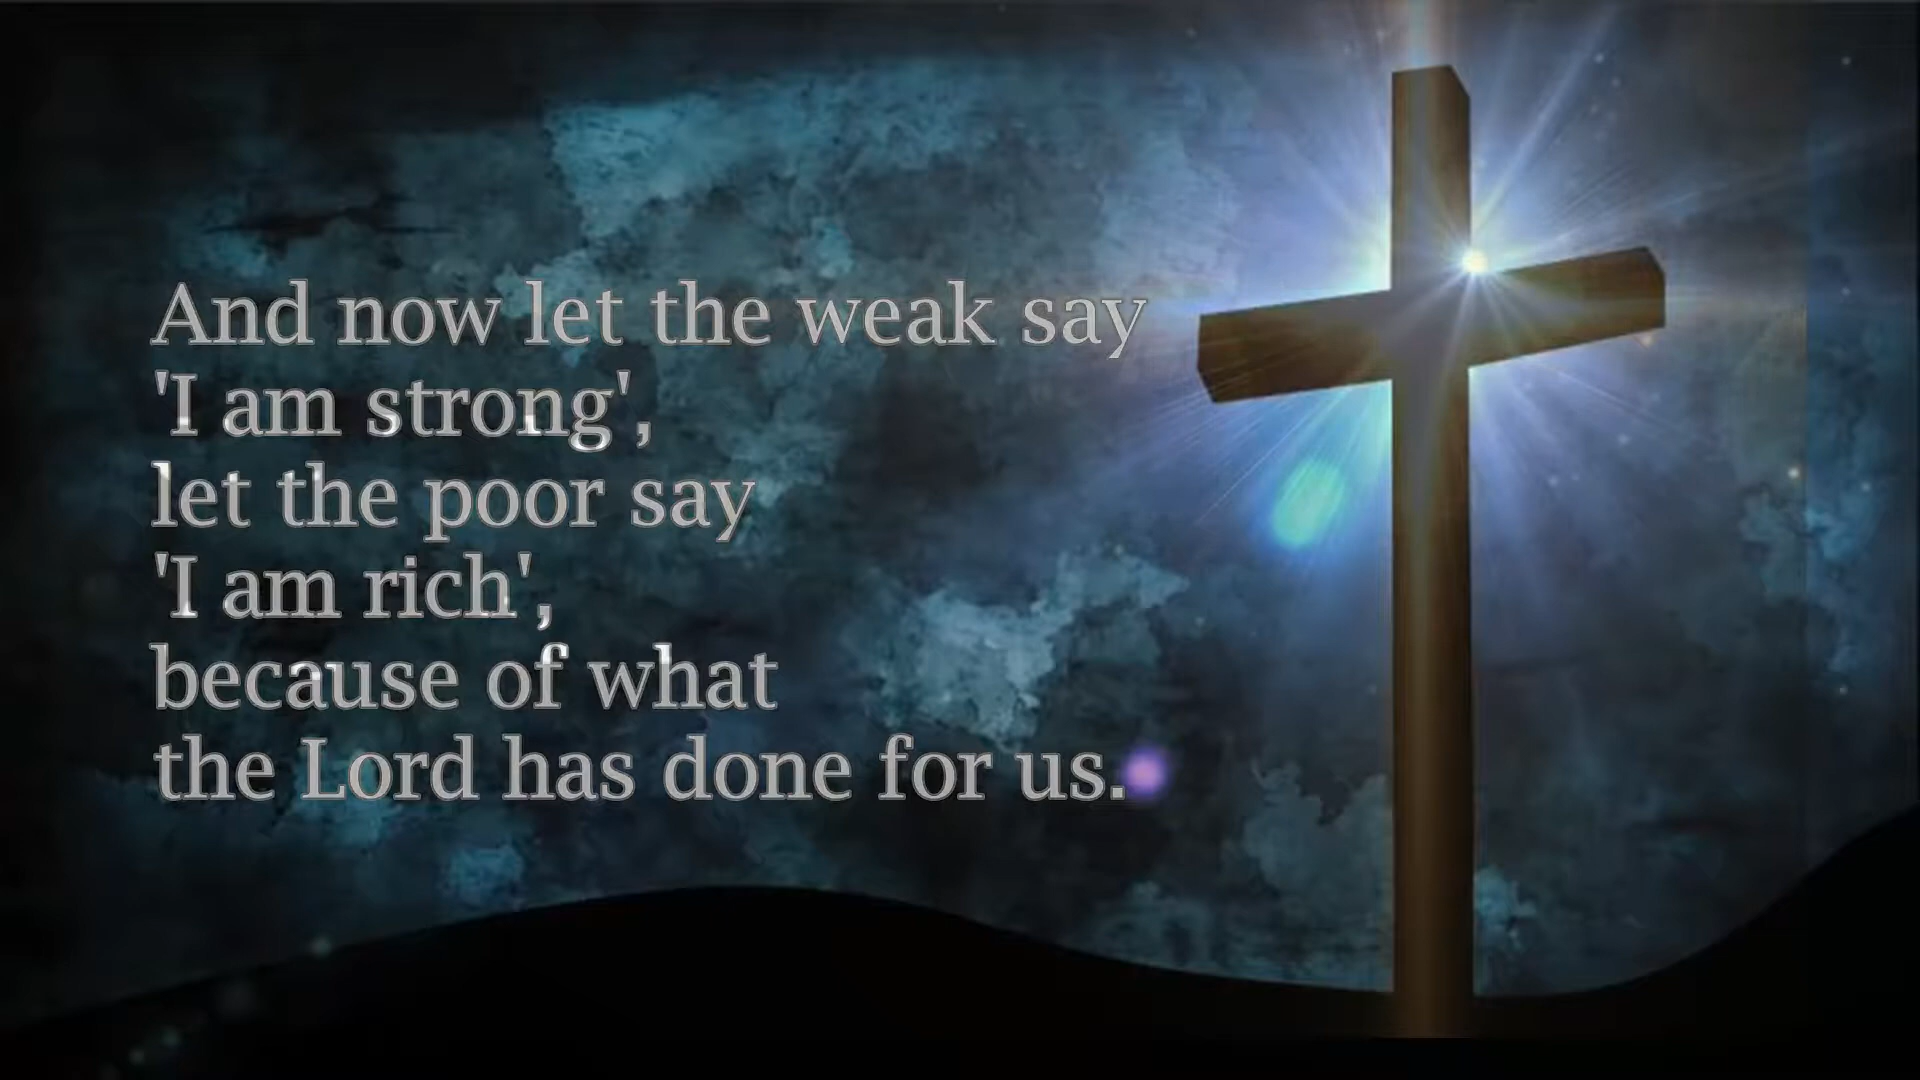 And now let the weak say
'I am strong',
let the poor say
'I am rich',
because of what
the Lord has done for us.